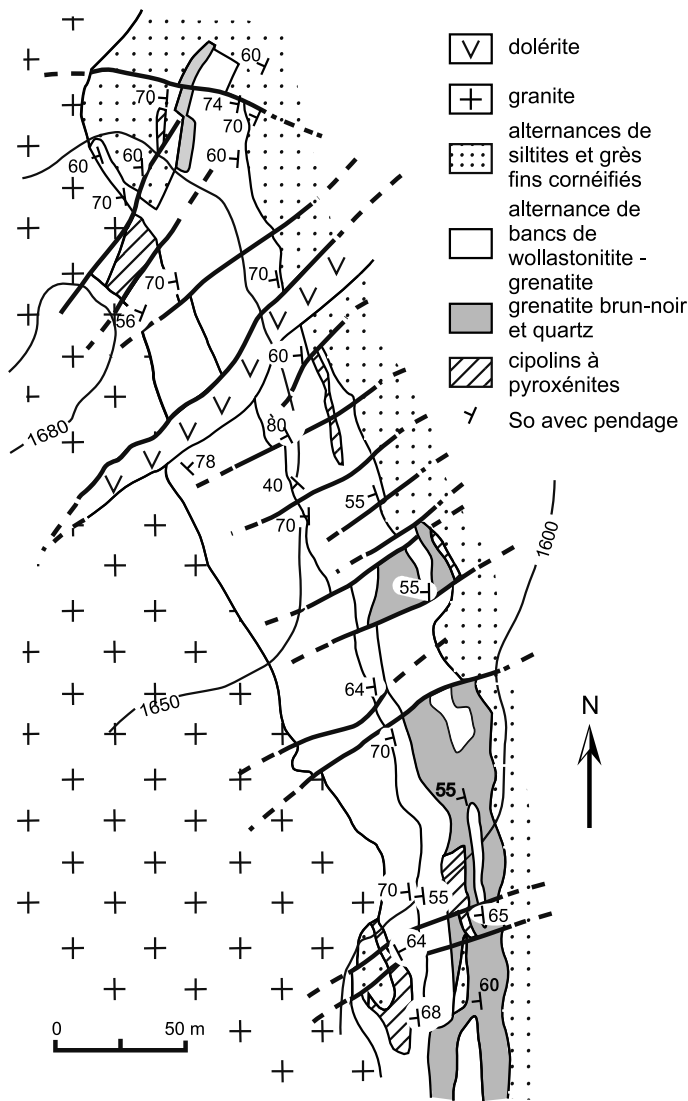 dolérite
granite
alternances de
siltites et grès
fins cornéifiés
alternance de
bancs de
wollastonitite -
grenatite
grenatite brun-noir
et quartz
cipolins à
pyroxénites
So avec pendage
60
70
74
70
60
60
60
70
70
70
56
60
1680
80
78
40
55
70
1600
55
64
1650
70
N
55
70
55
65
64
60
68
0 50 m